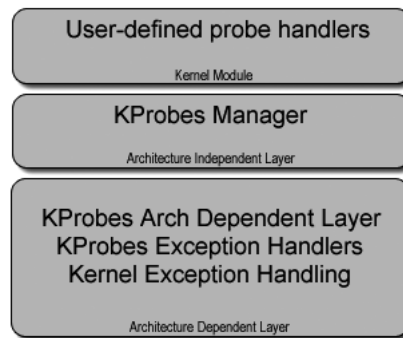 User-defined probe handlers
Kernel Module
KProbes Manager
Architecture Independent Layer
KProbes Arch Dependent Layer
KProbes Exception Handlers
Kernel Exception Handling
Architecture Dependent Layer